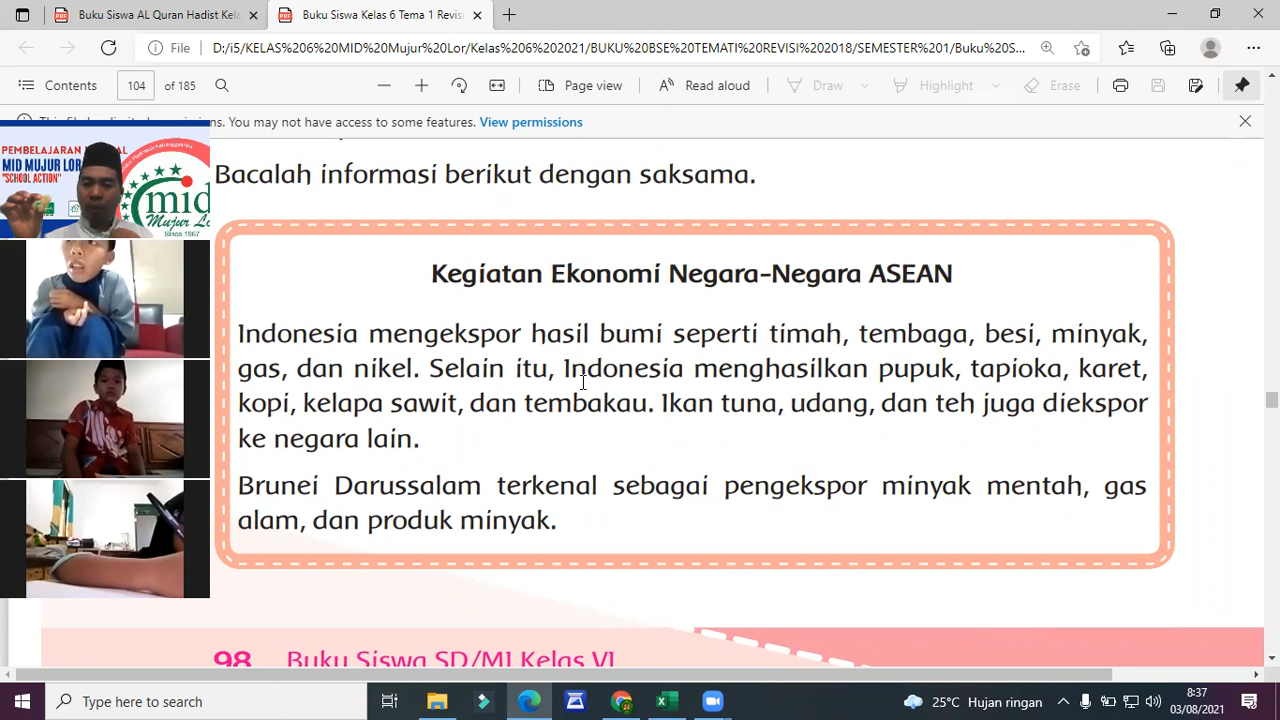 Buku Siswa AL Quran Hadist Kela
Buku Siswa Kelas 6 Tema 1 Revis
File
D:/i5/KELAS%206%20MID%20Mujur%20Lor/Kelas%206%202021/BUKU%20BSE%20TEMATI%20REVISI%202018/SEMESTER%201/Buku%20S...
Contents
104 of 185
Page view
Read aloud
Draw
Highlight
Erase
ns. You may not have access to some features. View permissions
PEMBELAJARAN
MID MUJUR LOR
"SCHOOL ACTION"
mid
Mujur Lo
Since 1967
Bacalah informasi berikut dengan saksama.
Kegiatan Ekonomi Negara-Negara ASEAN
Indonesia mengekspor hasil bumi seperti timah, tembaga, besi, minyak,
gas, dan nikel. Selain itu, Indonesia menghasilkan pupuk, tapioka, karet,
kopi, kelapa sawit, dan tembakau. Ikan tuna, udang, dan teh juga diekspor
ke negara lain.
Brunei Darussalam terkenal sebagai pengekspor minyak mentah, gas
alam, dan produk minyak.
98 Buku Siswa SD/MI Kelas VI
Type here to search
25°C Hujan ringan
8:37
03/08/2021